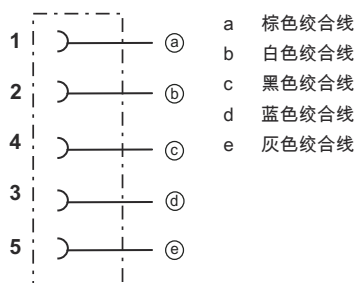 1 ⓐ
2 ⓑ
4 ⓒ
3 ⓓ
5 ⓔ
a 棕色绞合线
b 白色绞合线
c 黑色绞合线
d 蓝色绞合线
e 灰色绞合线